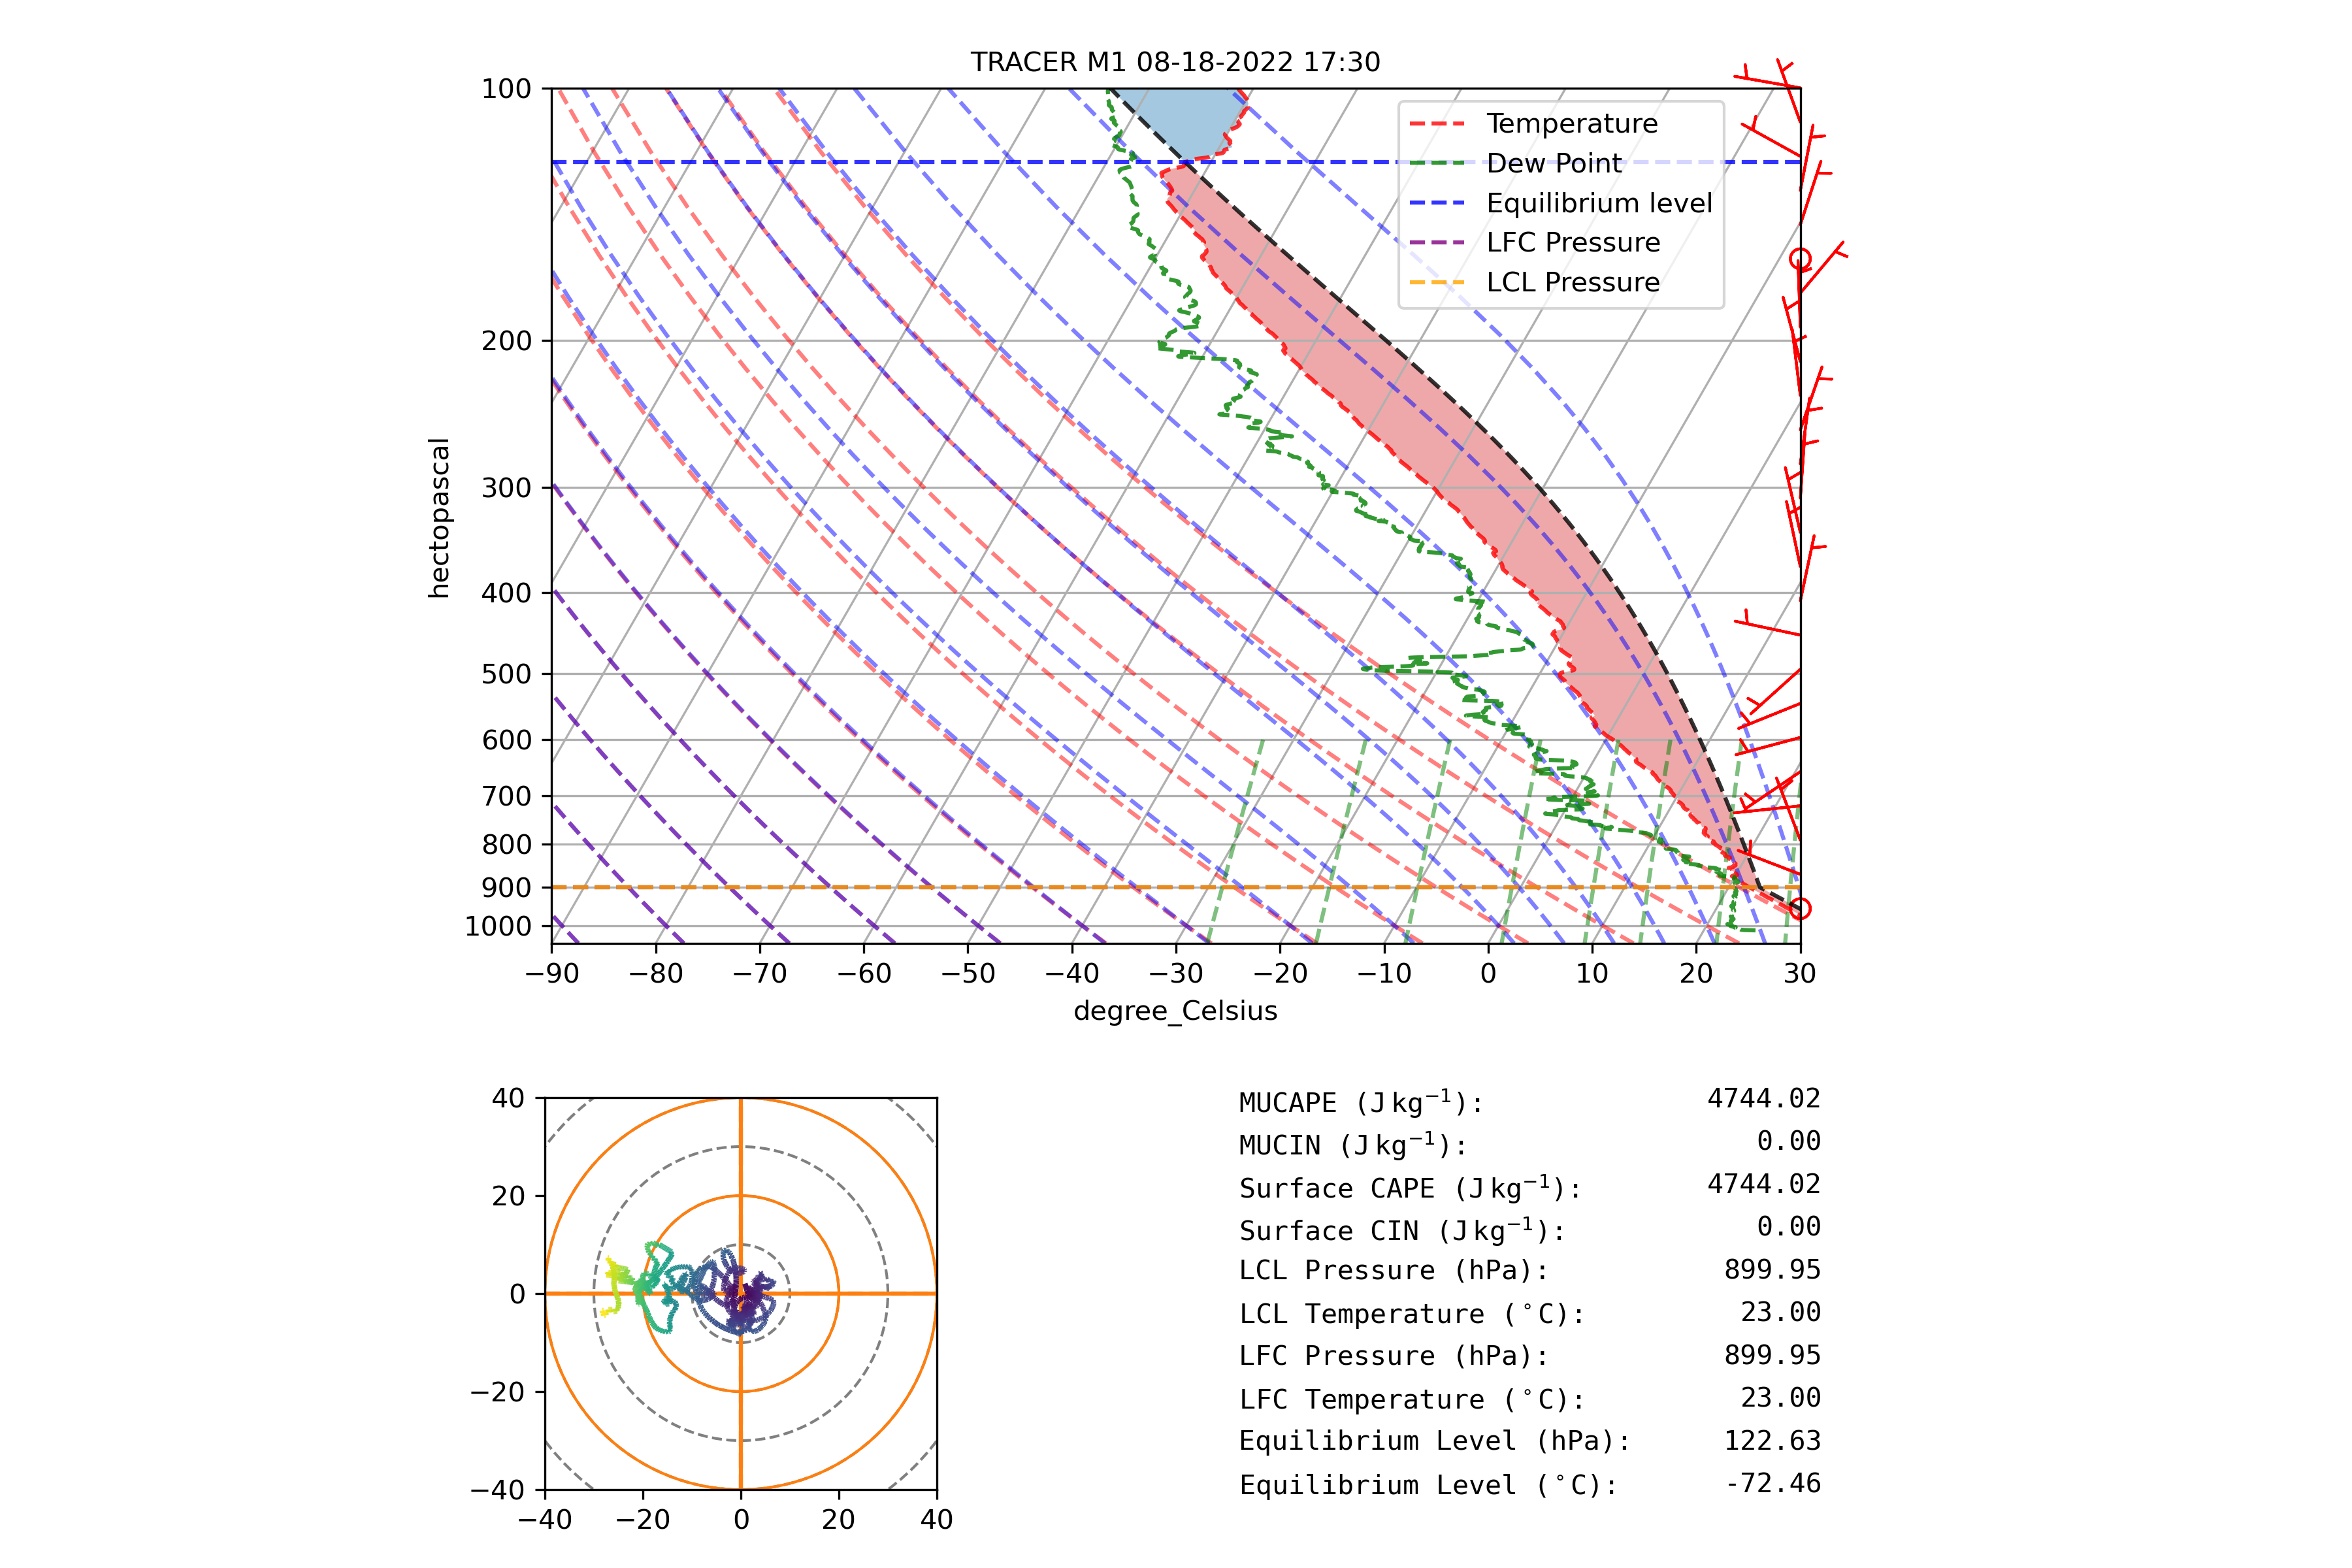 TRACER M1 08-18-2022 17:30
100
200
300
400
500
600
700
800
900
1000
hectopascal
Temperature
Dew Point
Equilibrium level
LFC Pressure
LCL Pressure
−90 −80 −70 −60 −50 −40 −30 −20 −10 0 10 20 30
degree_Celsius
40
20
0
−20
−40
−40 −20 0 20 40
MUCAPE (J kg⁻¹): 4744.02
MUCIN (J kg⁻¹): 0.00
Surface CAPE (J kg⁻¹): 4744.02
Surface CIN (J kg⁻¹): 0.00
LCL Pressure (hPa): 899.95
LCL Temperature (°C): 23.00
LFC Pressure (hPa): 899.95
LFC Temperature (°C): 23.00
Equilibrium Level (hPa): 122.63
Equilibrium Level (°C): -72.46